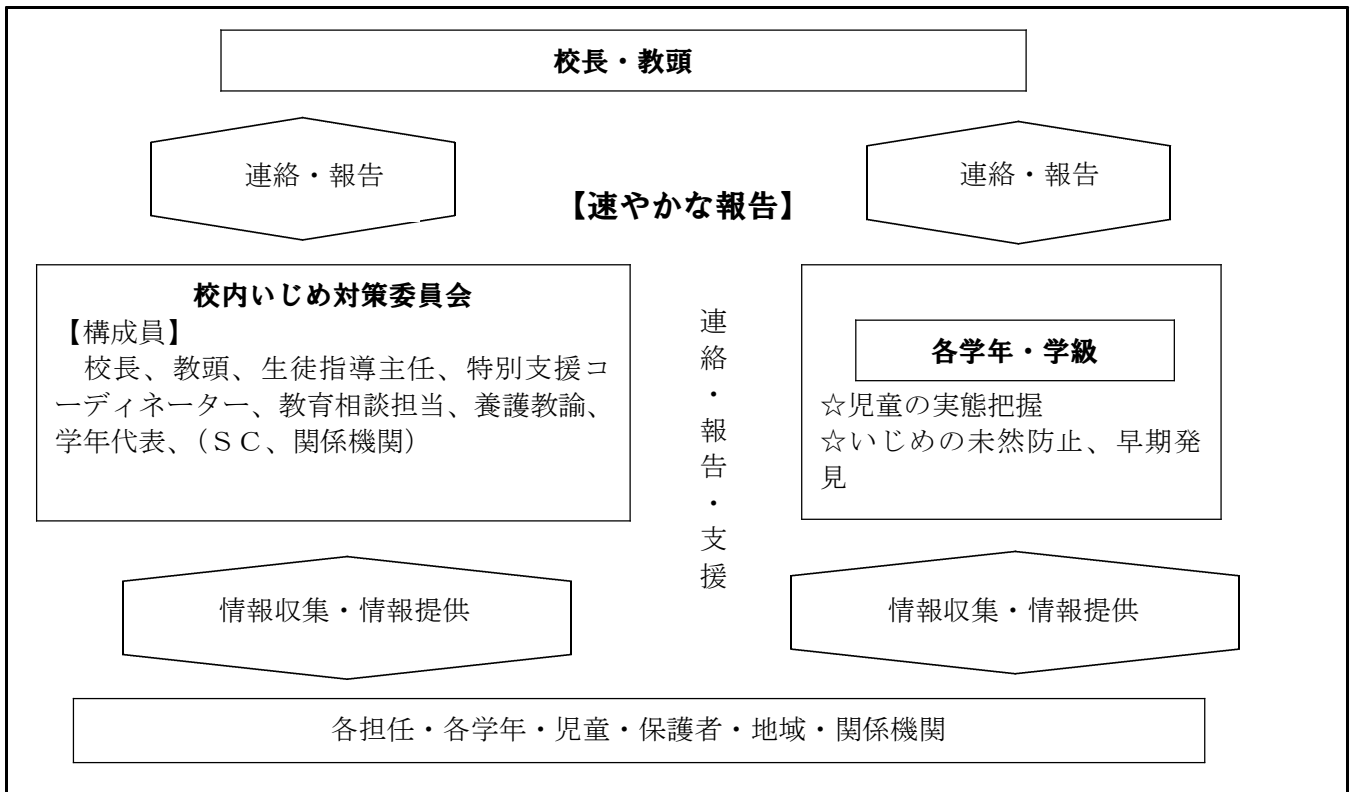 校長・教頭
連絡・報告
連絡・報告
【速やかな報告】
校内いじめ対策委員会
【構成員】
　校長、教頭、生徒指導主任、特別支援コ
ーディネーター、教育相談担当、養護教諭、
学年代表、（ＳＣ、関係機関）
連絡・報告・支援
各学年・学級
☆児童の実態把握
☆いじめの未然防止、早期発
見
情報収集・情報提供
情報収集・情報提供
各担任・各学年・児童・保護者・地域・関係機関